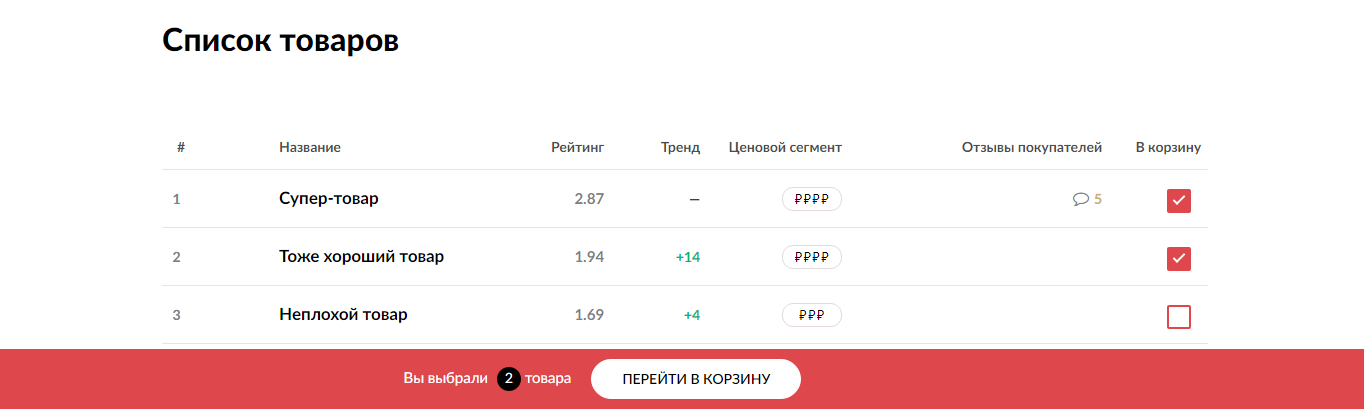 Список товаров
# Название Рейтинг Тренд Ценовой сегмент Отзывы покупателей В корзину
1 Супер-товар 2.87 — ₽₽₽₽ 5
2 Тоже хороший товар 1.94 +14 ₽₽₽₽
3 Неплохой товар 1.69 +4 ₽₽₽
Вы выбрали 2 товара ПЕРЕЙТИ В КОРЗИНУ